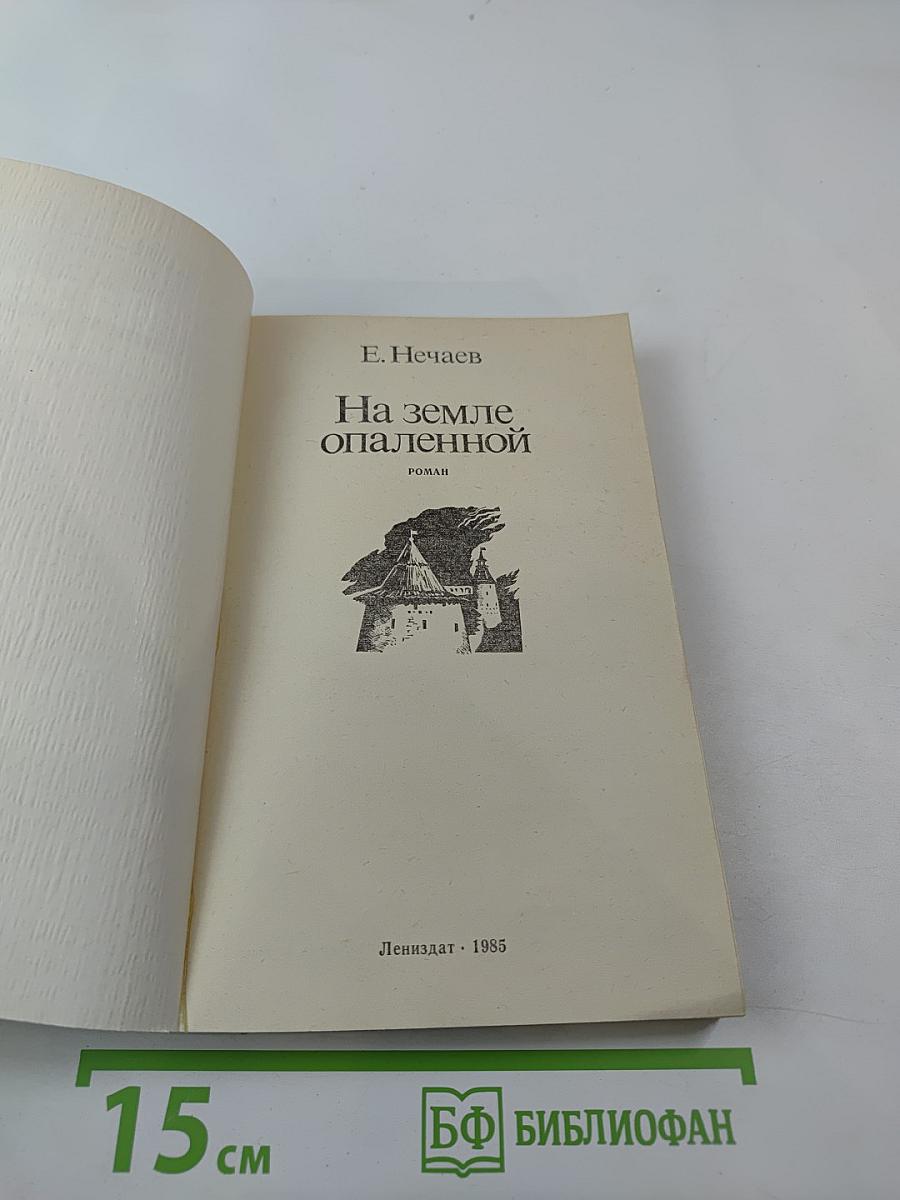 Е. Нечаев
На земле
опаленной
РОМАН
Лениздат · 1985
15 см
БФ БИБЛИОФАН